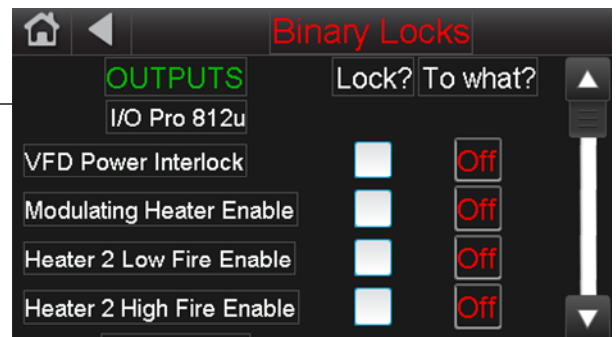 Binary Locks
OUTPUTS Lock? To what?
I/O Pro 812u
VFD Power Interlock Off
Modulating Heater Enable Off
Heater 2 Low Fire Enable Off
Heater 2 High Fire Enable Off